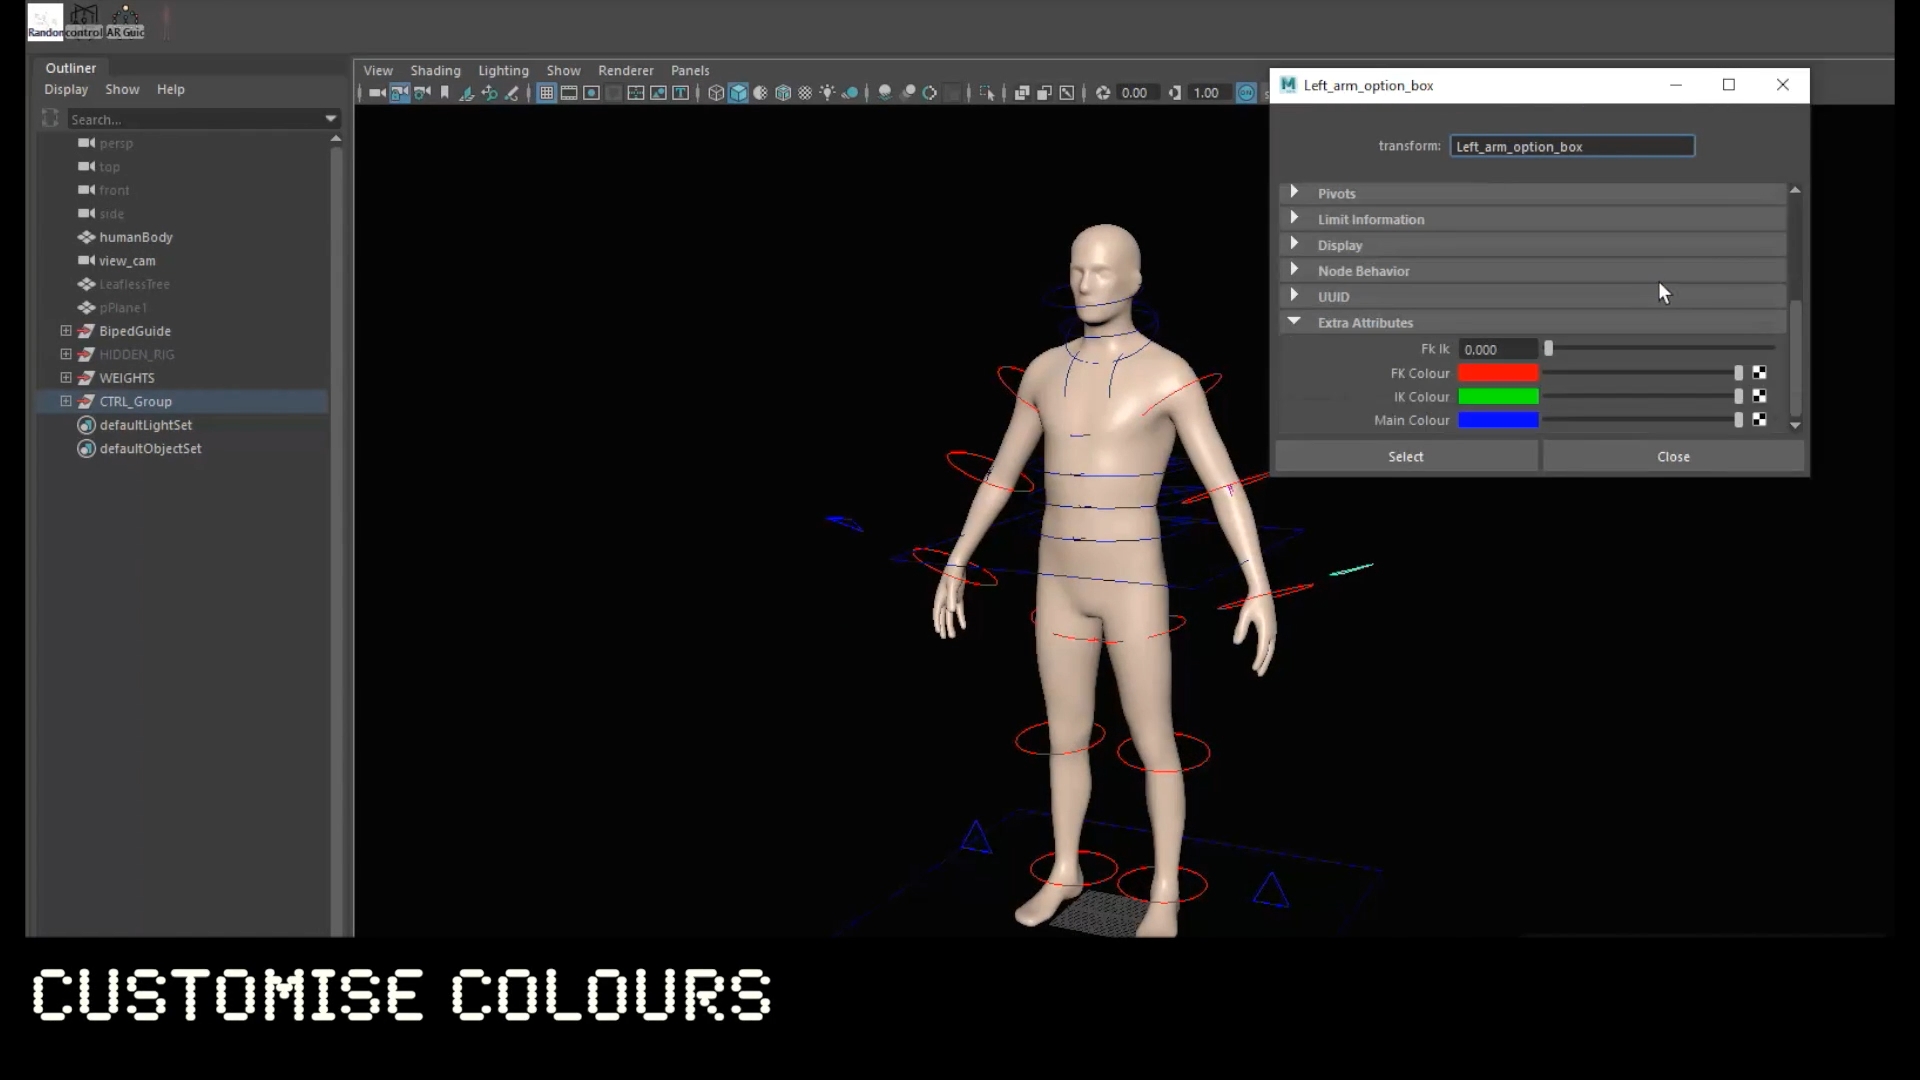 Random control AR Guid
Outliner
Display Show Help
Search...
persp
top
front
side
humanBody
view_cam
LeaflessTree
pPlane1
BipedGuide
HIDDEN_RIG
WEIGHTS
CTRL_Group
defaultLightSet
defaultObjectSet
View Shading Lighting Show Renderer Panels
0.00 1.00
Left_arm_option_box
transform: Left_arm_option_box
Pivots
Limit Information
Display
Node Behavior
UUID
Extra Attributes
Fk Ik 0.000
FK Colour
IK Colour
Main Colour
Select Close
CUSTOMISE COLOURS